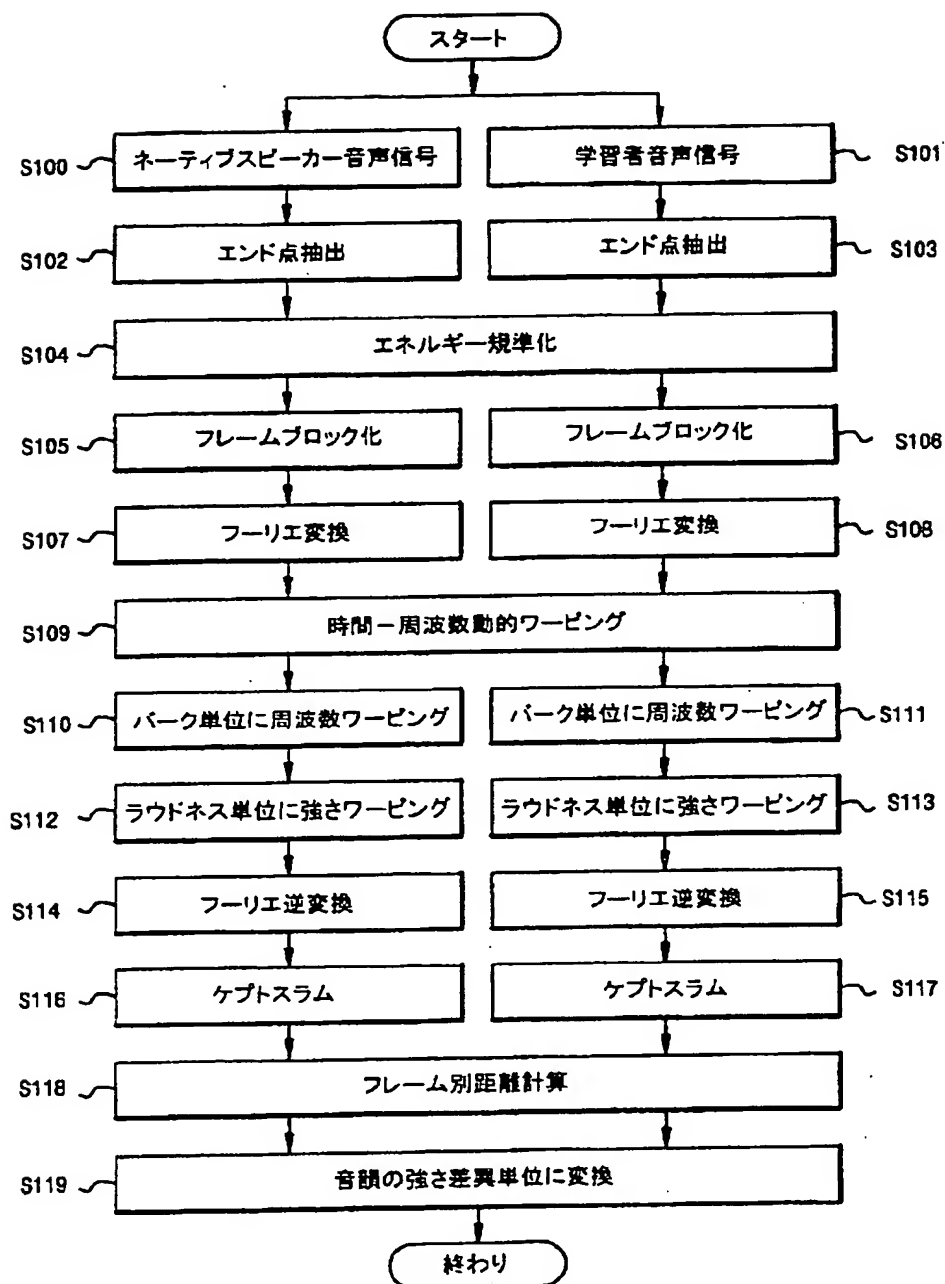 スタート
S100 ネーティブスピーカー音声信号 学習者音声信号 S101
S102 エンド点抽出 エンド点抽出 S103
S104 エネルギー規準化
S105 フレームブロック化 フレームブロック化 S106
S107 フーリエ変換 フーリエ変換 S108
S109 時間－周波数動的ワーピング
S110 バーク単位に周波数ワーピング バーク単位に周波数ワーピング S111
S112 ラウドネス単位に強さワーピング ラウドネス単位に強さワーピング S113
S114 フーリエ逆変換 フーリエ逆変換 S115
S116 ケプトスラム ケプトスラム S117
S118 フレーム別距離計算
S119 音韻の強さ差異単位に変換
終わり